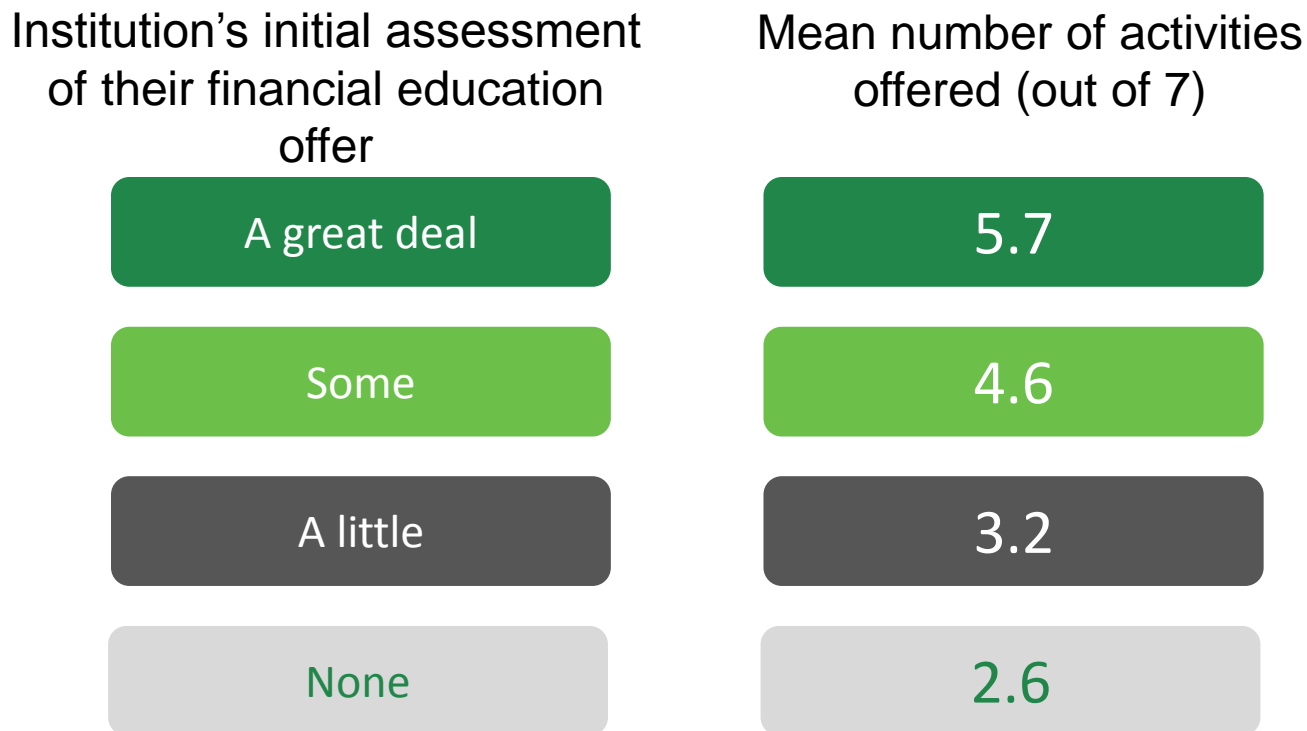 Institution’s initial assessment
of their financial education
offer
Mean number of activities
offered (out of 7)
A great deal
5.7
Some
4.6
A little
3.2
None
2.6